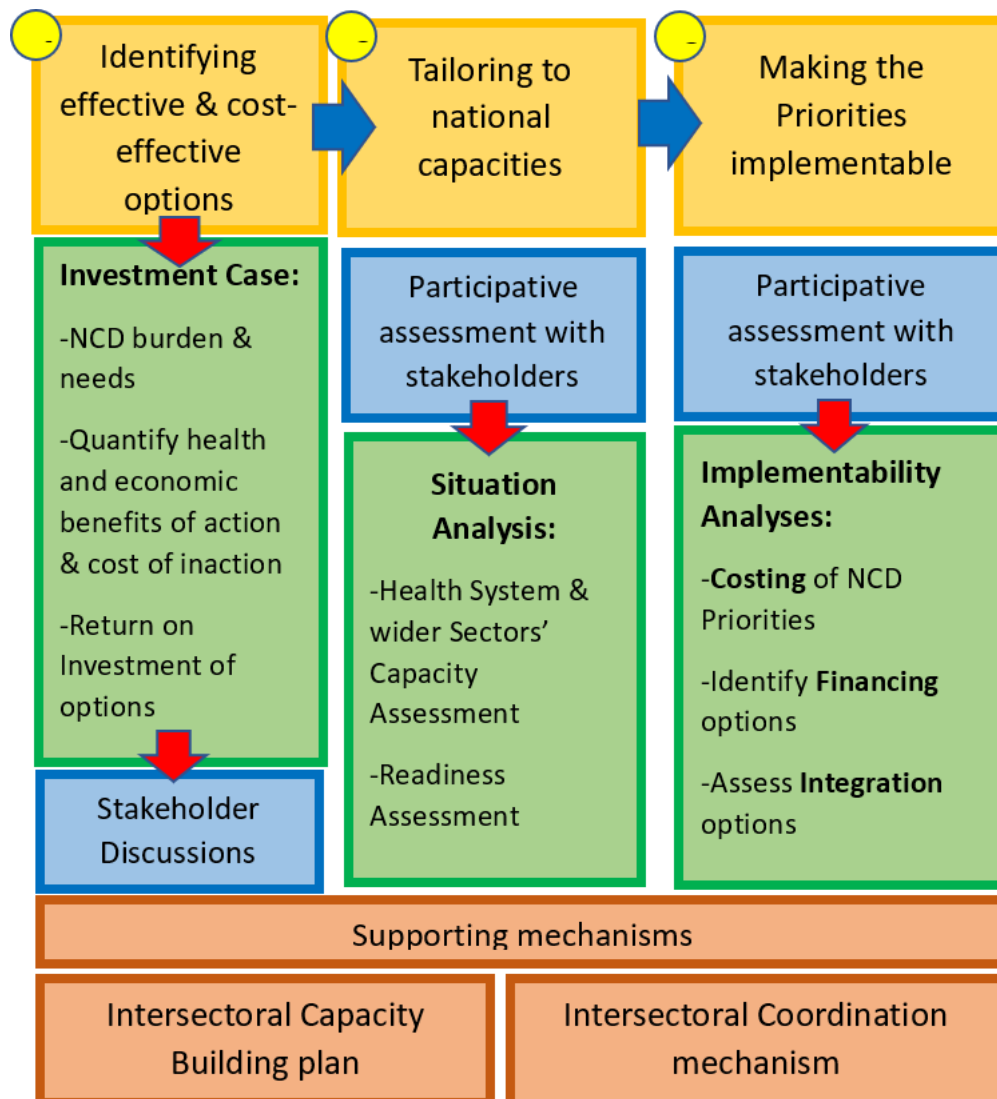 Identifying
effective & cost-
effective
options
Tailoring to
national
capacities
Making the
Priorities
implementable
Investment Case:
-NCD burden &
needs
-Quantify health
and economic
benefits of action
& cost of inaction
-Return on
Investment of
options
Stakeholder
Discussions
Participative
assessment with
stakeholders
Situation
Analysis:
-Health System &
wider Sectors'
Capacity
Assessment
-Readiness
Assessment
Participative
assessment with
stakeholders
Implementability
Analyses:
-Costing of NCD
Priorities
-Identify Financing
options
-Assess Integration
options
Supporting mechanisms
Intersectoral Capacity
Building plan
Intersectoral Coordination
mechanism